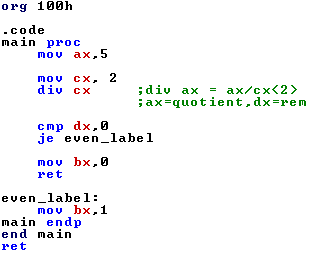 org 100h
.code
main proc
mov ax,5
mov cx, 2
div cx ;div ax = ax/cx<2>
;ax=quotient,dx=rem
cmp dx,0
je even_label
mov bx,0
ret
even_label:
mov bx,1
main endp
end main
ret